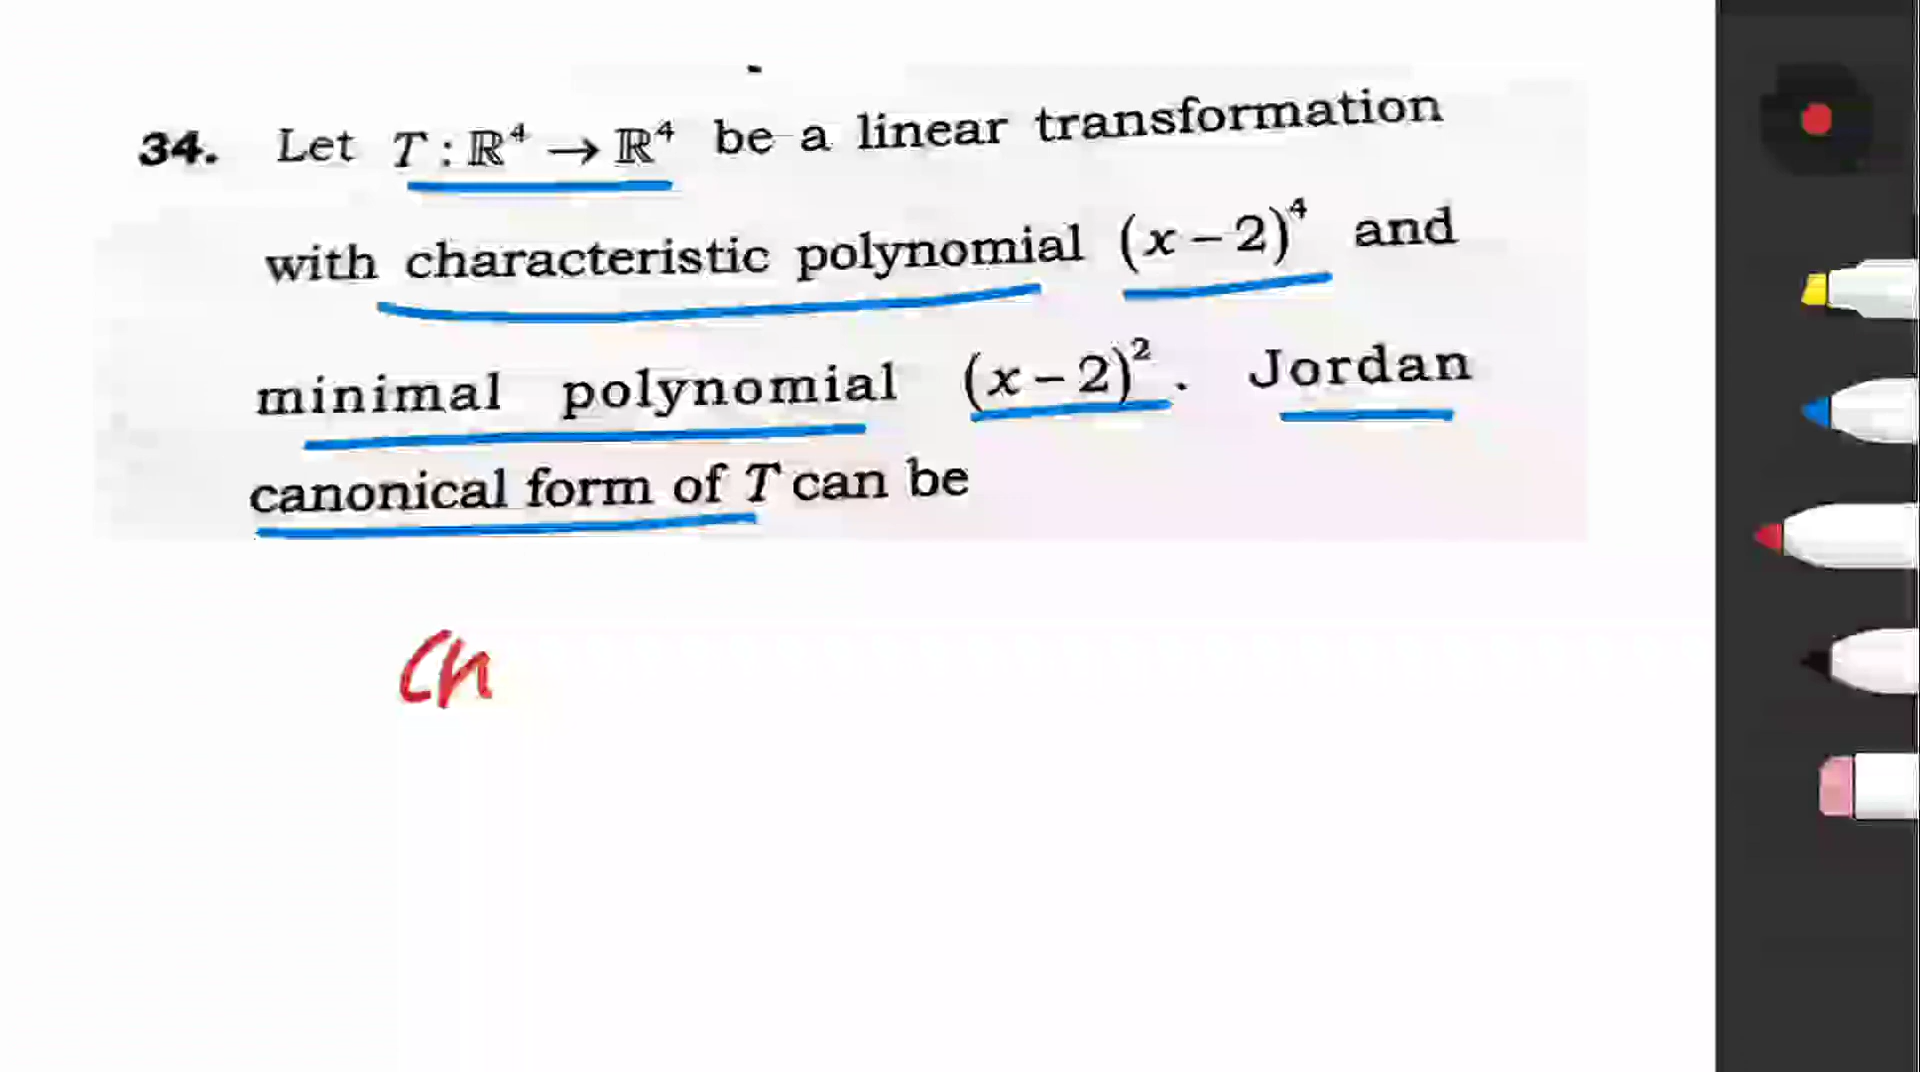 34. Let T : ℝ⁴ → ℝ⁴ be a linear transformation
with characteristic polynomial (x – 2)⁴ and
minimal polynomial (x – 2)². Jordan
canonical form of T can be
Ch